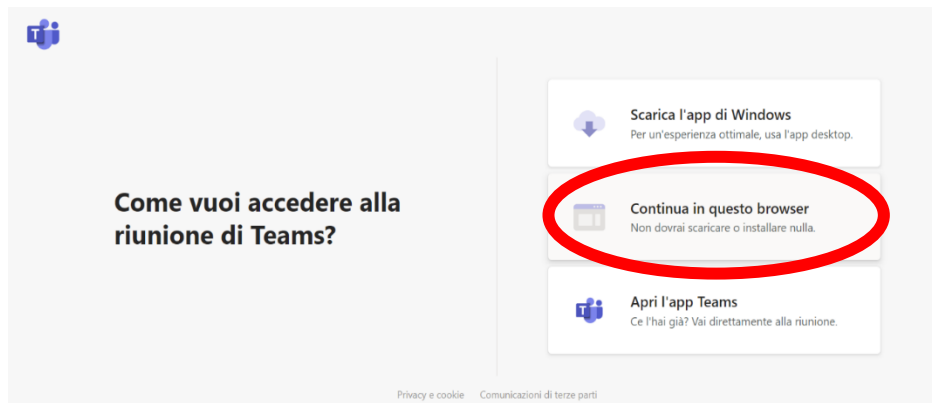 Come vuoi accedere alla
riunione di Teams?
Scarica l'app di Windows
Per un'esperienza ottimale, usa l'app desktop.
Continua in questo browser
Non dovrai scaricare o installare nulla.
Apri l'app Teams
Ce l'hai già? Vai direttamente alla riunione.
Privacy e cookie Comunicazioni di terze parti